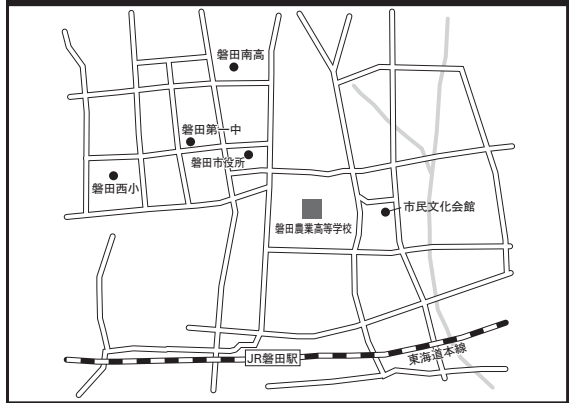 磐田南高
磐田第一中
磐田市役所
磐田西小
市民文化会館
磐田農業高等学校
JR磐田駅
東海道本線